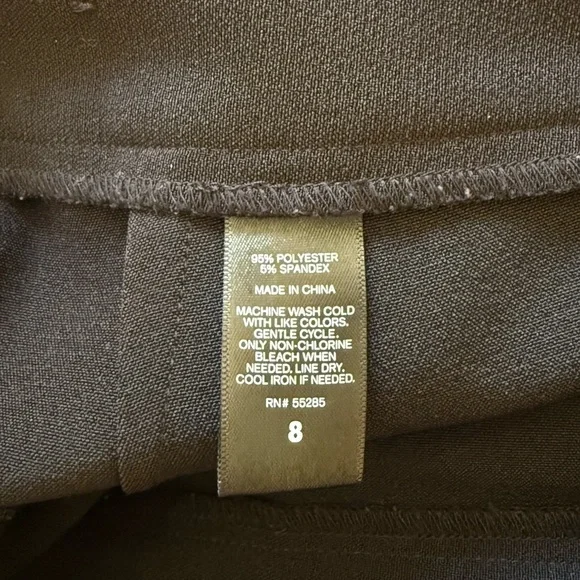 95% POLYESTER
5% SPANDEX
MADE IN CHINA
MACHINE WASH COLD
WITH LIKE COLORS.
GENTLE CYCLE.
ONLY NON-CHLORINE
BLEACH WHEN
NEEDED. LINE DRY.
COOL IRON IF NEEDED.
RN# 55285
8